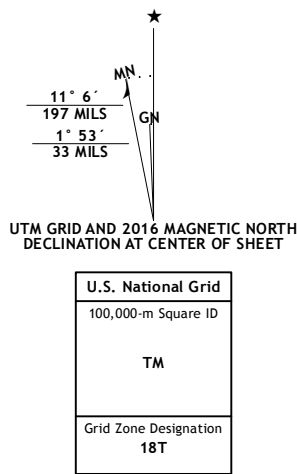 ★
MN
GN
11° 6´
197 MILS
1° 53´
33 MILS
UTM GRID AND 2016 MAGNETIC NORTH
DECLINATION AT CENTER OF SHEET
U.S. National Grid
100,000-m Square ID
TM
Grid Zone Designation
18T